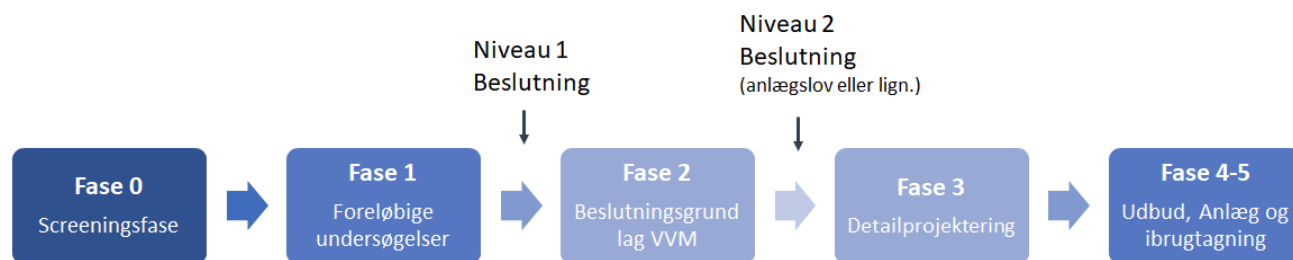 Niveau 1
Beslutning
Niveau 2
Beslutning
(anlægslov eller lign.)
Fase 0
Screeningsfase
Fase 1
Foreløbige
undersøgelser
Fase 2
Beslutningsgrund
lag VVM
Fase 3
Detailprojektering
Fase 4-5
Udbud, Anlæg og
ibrugtagning